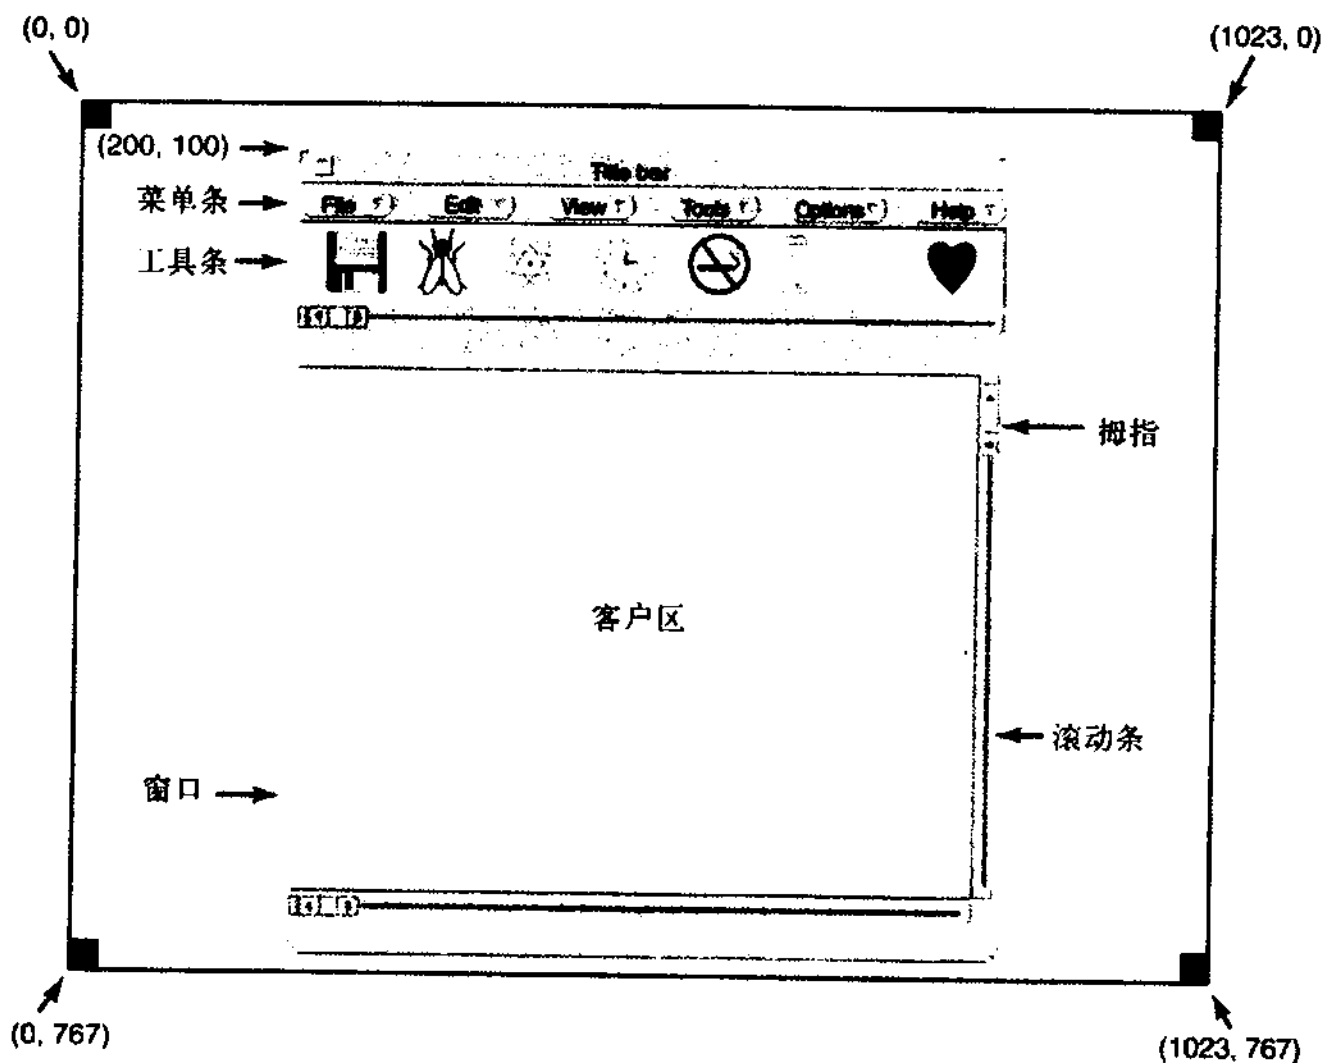 (0, 0)
(1023, 0)
(200, 100)
Title bar
菜单条
File Edit View Tools Options Help
工具条
拇指
客户区
滚动条
窗口
(0, 767)
(1023, 767)